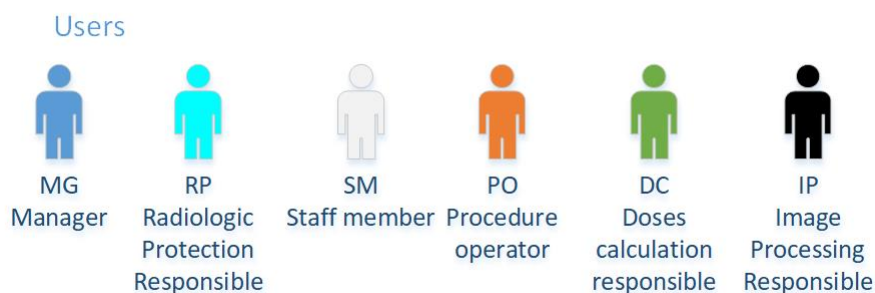 Users
MG
Manager
RP
Radiologic
Protection
Responsible
SM
Staff member
PO
Procedure
operator
DC
Doses
calculation
responsible
IP
Image
Processing
Responsible